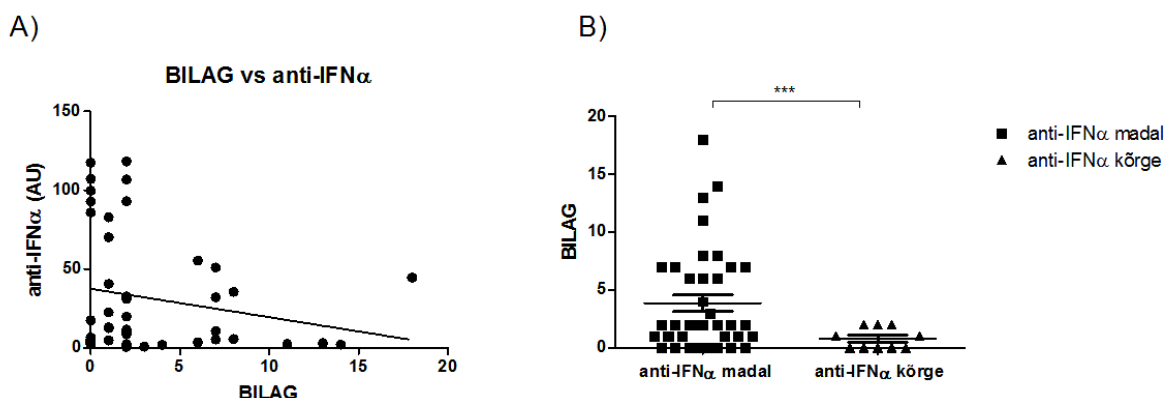 A)
BILAG vs anti-IFNα
150
100
50
0
anti-IFNα (AU)
0 5 10 15 20
BILAG
B)
***
20
15
10
5
0
BILAG
anti-IFNα madal anti-IFNα kõrge
anti-IFNα madal
anti-IFNα kõrge